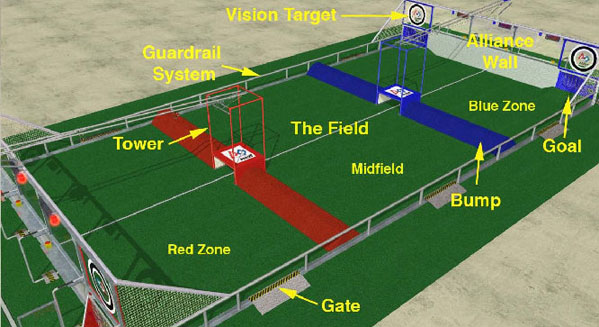 Vision Target
Guardrail
System
Alliance
Wall
Blue Zone
Tower
The Field
Goal
Midfield
Bump
Red Zone
Gate